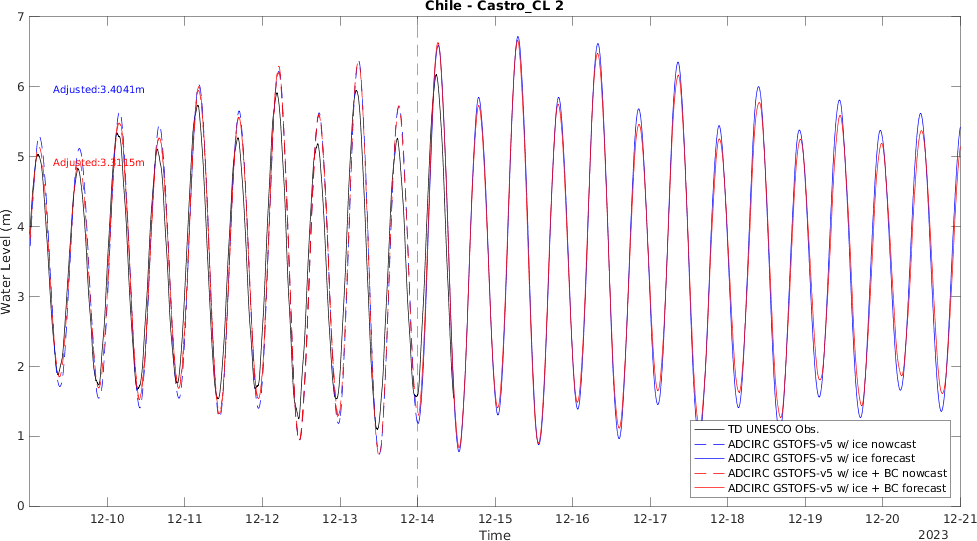 Chile - Castro_CL 2
7
6
5
4
3
2
1
0
Water Level (m)
Adjusted:3.4041m
Adjusted:3.3115m
TD UNESCO Obs.
ADCIRC GSTOFS-v5 w/ ice nowcast
ADCIRC GSTOFS-v5 w/ ice forecast
ADCIRC GSTOFS-v5 w/ ice + BC nowcast
ADCIRC GSTOFS-v5 w/ ice + BC forecast
12-10 12-11 12-12 12-13 12-14 12-15 12-16 12-17 12-18 12-19 12-20 12-21
Time
2023